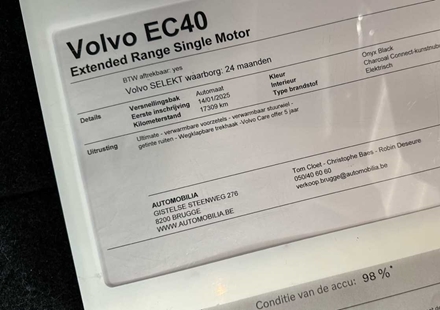 Volvo EC40
Extended Range Single Motor
BTW aftrekbaar: yes
Volvo SELEKT waarborg: 24 maanden
Details
Versnellingsbak Automaat
Eerste inschrijving 14/01/2025
Kilometerstand 17309 km
Kleur Onyx Black
Interieur Charcoal Connect-kunstnub
Type brandstof Elektrisch
Uitrusting
Ultimate - verwarmbare voorzetels - verwarmbaar stuurwiel -
getinte ruiten - Wegklapbare trekhaak -Volvo Care offer 5 jaar
AUTOMOBILIA
GISTELSE STEENWEG 276
8200 BRUGGE
WWW.AUTOMOBILIA.BE
Tom Cloet - Christophe Baes - Robin Deseure
050/40 60 60
verkoop.brugge@automobilia.be
Conditie van de accu: 98 %*